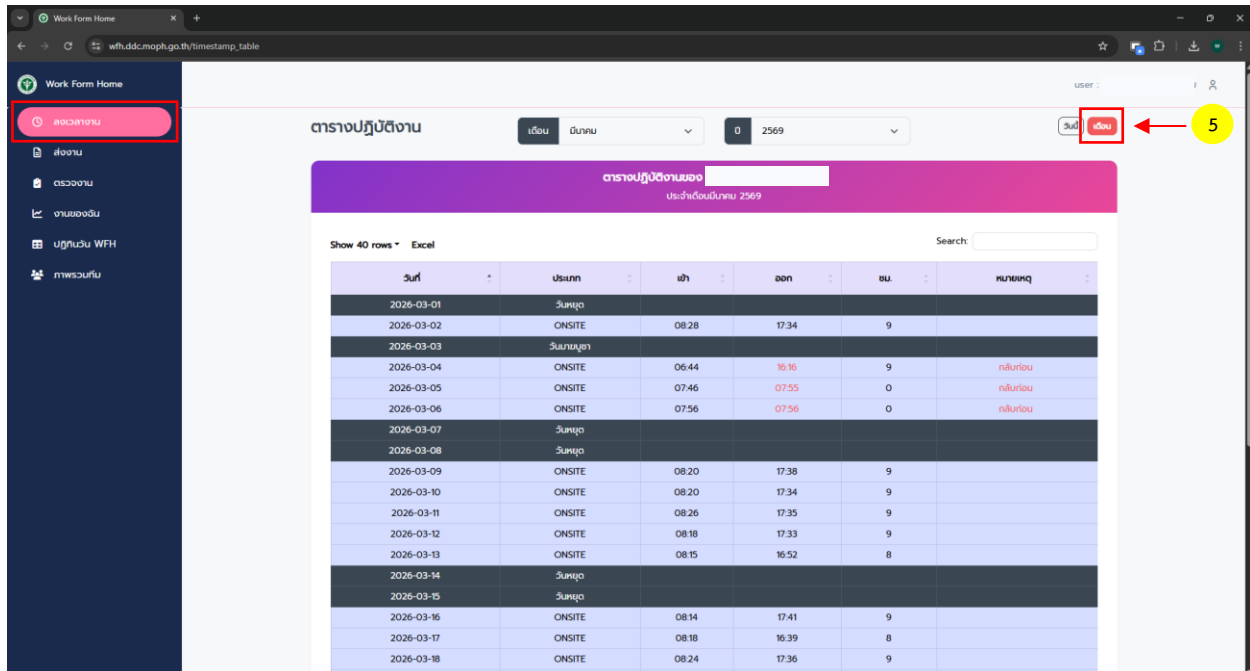 Work Form Home
wfh.ddc.moph.go.th/timestamp_table
Work Form Home
user :
ลงเวลางาน
ส่งงาน
ตรวจงาน
งานของฉัน
ปฏิทินวัน WFH
ภาพรวมทีม
ตารางปฏิบัติงาน เดือน มีนาคม ปี 2569 วันนี้ เดือน 5
ตารางปฏิบัติงานของ
ประจำเดือนมีนาคม 2569
Show 40 rows Excel Search:
วันที่ ประเภท เข้า ออก ชม. หมายเหตุ
2026-03-01 วันหยุด
2026-03-02 ONSITE 08:28 17:34 9
2026-03-03 วันมาฆบูชา
2026-03-04 ONSITE 06:44 16:16 9 กลับก่อน
2026-03-05 ONSITE 07:46 07:55 0 กลับก่อน
2026-03-06 ONSITE 07:56 07:56 0 กลับก่อน
2026-03-07 วันหยุด
2026-03-08 วันหยุด
2026-03-09 ONSITE 08:20 17:38 9
2026-03-10 ONSITE 08:20 17:34 9
2026-03-11 ONSITE 08:26 17:35 9
2026-03-12 ONSITE 08:18 17:33 9
2026-03-13 ONSITE 08:15 16:52 8
2026-03-14 วันหยุด
2026-03-15 วันหยุด
2026-03-16 ONSITE 08:14 17:41 9
2026-03-17 ONSITE 08:18 16:39 8
2026-03-18 ONSITE 08:24 17:36 9